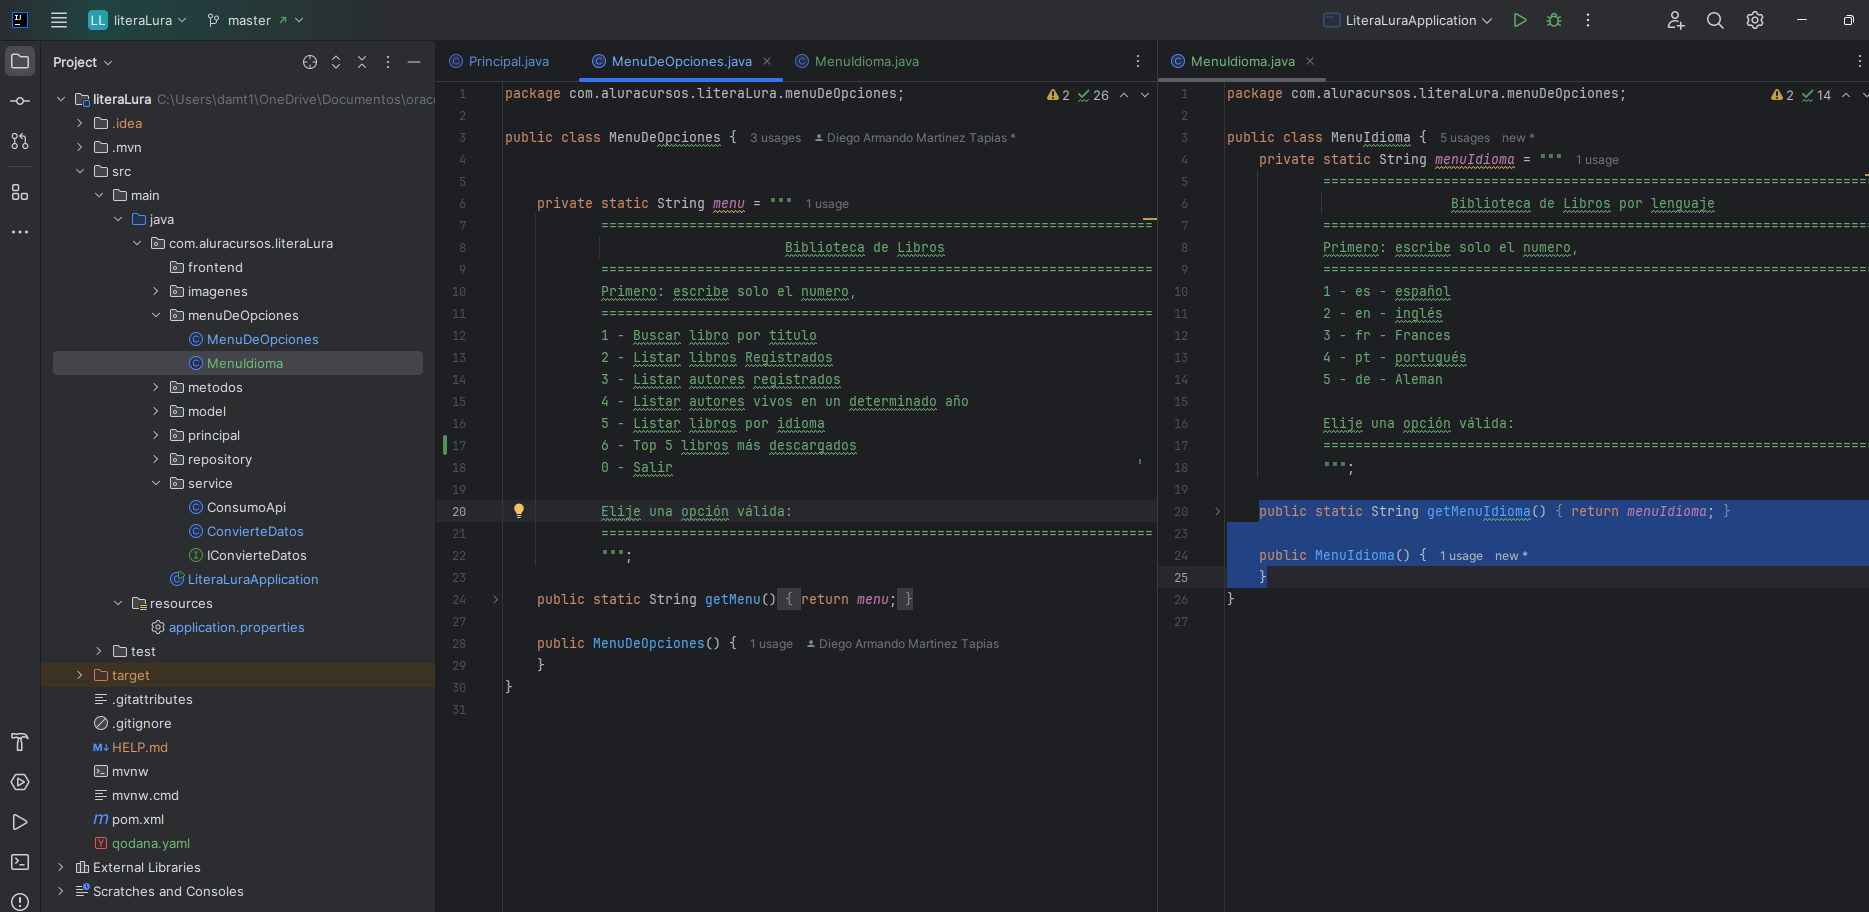 LL literaLura master LiteraLuraApplication
Project
literaLura C:\Users\damt1\OneDrive\Documentos\orac
.idea
.mvn
src
main
java
com.aluracursos.literaLura
frontend
imagenes
menuDeOpciones
MenuDeOpciones
MenuIdioma
metodos
model
principal
repository
service
ConsumoApi
ConvierteDatos
IConvierteDatos
LiteraLuraApplication
resources
application.properties
test
target
.gitattributes
.gitignore
HELP.md
mvnw
mvnw.cmd
pom.xml
qodana.yaml
External Libraries
Scratches and Consoles
Principal.java MenuDeOpciones.java MenuIdioma.java
2 26
1 package com.aluracursos.literaLura.menuDeOpciones;
2
3 public class MenuDeOpciones { 3 usages Diego Armando Martinez Tapias *
4
5
6 private static String menu = """ 1 usage
7 =====================================================================
8 Biblioteca de Libros
9 =====================================================================
10 Primero: escribe solo el numero,
11 =====================================================================
12 1 - Buscar libro por titulo
13 2 - Listar libros Registrados
14 3 - Listar autores registrados
15 4 - Listar autores vivos en un determinado año
16 5 - Listar libros por idioma
17 6 - Top 5 libros más descargados
18 0 - Salir
19
20 Elije una opción válida:
21 =====================================================================
22 """;
23
24 public static String getMenu() { return menu; }
27
28 public MenuDeOpciones() { 1 usage Diego Armando Martinez Tapias
29 }
30 }
31
MenuIdioma.java
2 14
1 package com.aluracursos.literaLura.menuDeOpciones;
2
3 public class MenuIdioma { 5 usages new *
4 private static String menuIdioma = """ 1 usage
5 ====================================================================
6 Biblioteca de Libros por lenguaje
7 ====================================================================
8 Primero: escribe solo el numero,
9 ====================================================================
10 1 - es - español
11 2 - en - inglés
12 3 - fr - Frances
13 4 - pt - portugués
14 5 - de - Aleman
15
16 Elije una opción válida:
17 ====================================================================
18 """;
19
20 public static String getMenuIdioma() { return menuIdioma; }
23
24 public MenuIdioma() { 1 usage new *
25 }
26 }
27